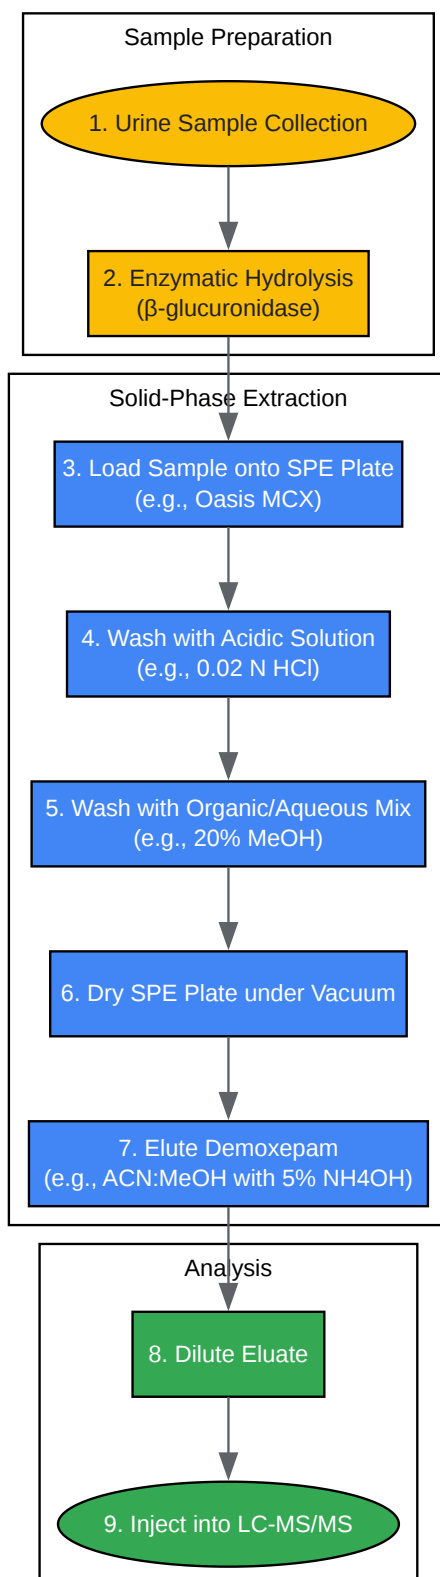 Sample Preparation
1. Urine Sample Collection
2. Enzymatic Hydrolysis
(β-glucuronidase)
Solid-Phase Extraction
3. Load Sample onto SPE Plate
(e.g., Oasis MCX)
4. Wash with Acidic Solution
(e.g., 0.02 N HCl)
5. Wash with Organic/Aqueous Mix
(e.g., 20% MeOH)
6. Dry SPE Plate under Vacuum
7. Elute Demoxepam
(e.g., ACN:MeOH with 5% NH4OH)
Analysis
8. Dilute Eluate
9. Inject into LC-MS/MS